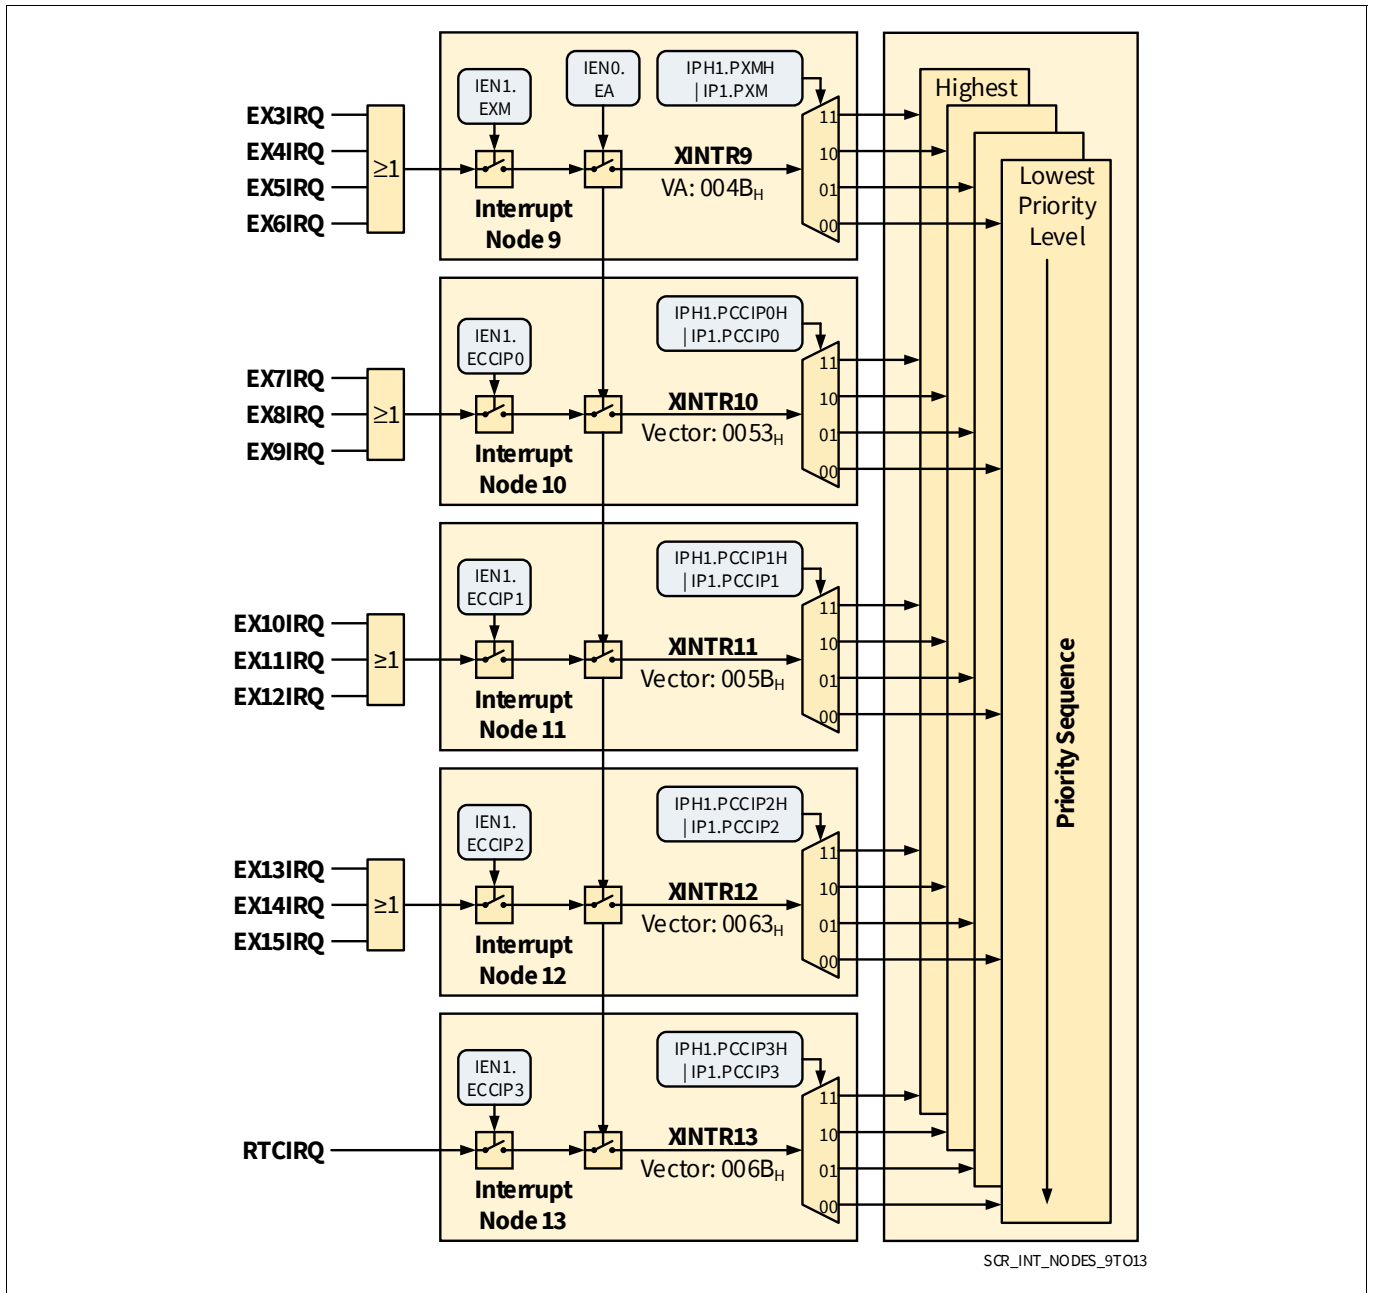 EX3IRQ
EX4IRQ
EX5IRQ
EX6IRQ
≥1
IEN1.
EXM
IEN0.
EA
IPH1.PXMH
| IP1.PXM
XINTR9
VA: 004BH
Interrupt
Node 9
11
10
01
00
Highest
Lowest
Priority
Level
Priority Sequence
EX7IRQ
EX8IRQ
EX9IRQ
≥1
IEN1.
ECCIP0
IPH1.PCCIP0H
| IP1.PCCIP0
XINTR10
Vector: 0053H
Interrupt
Node 10
11
10
01
00
EX10IRQ
EX11IRQ
EX12IRQ
≥1
IEN1.
ECCIP1
IPH1.PCCIP1H
| IP1.PCCIP1
XINTR11
Vector: 005BH
Interrupt
Node 11
11
10
01
00
EX13IRQ
EX14IRQ
EX15IRQ
≥1
IEN1.
ECCIP2
IPH1.PCCIP2H
| IP1.PCCIP2
XINTR12
Vector: 0063H
Interrupt
Node 12
11
10
01
00
RTCIRQ
IEN1.
ECCIP3
IPH1.PCCIP3H
| IP1.PCCIP3
XINTR13
Vector: 006BH
Interrupt
Node 13
11
10
01
00
SCR_INT_NODES_9TO13